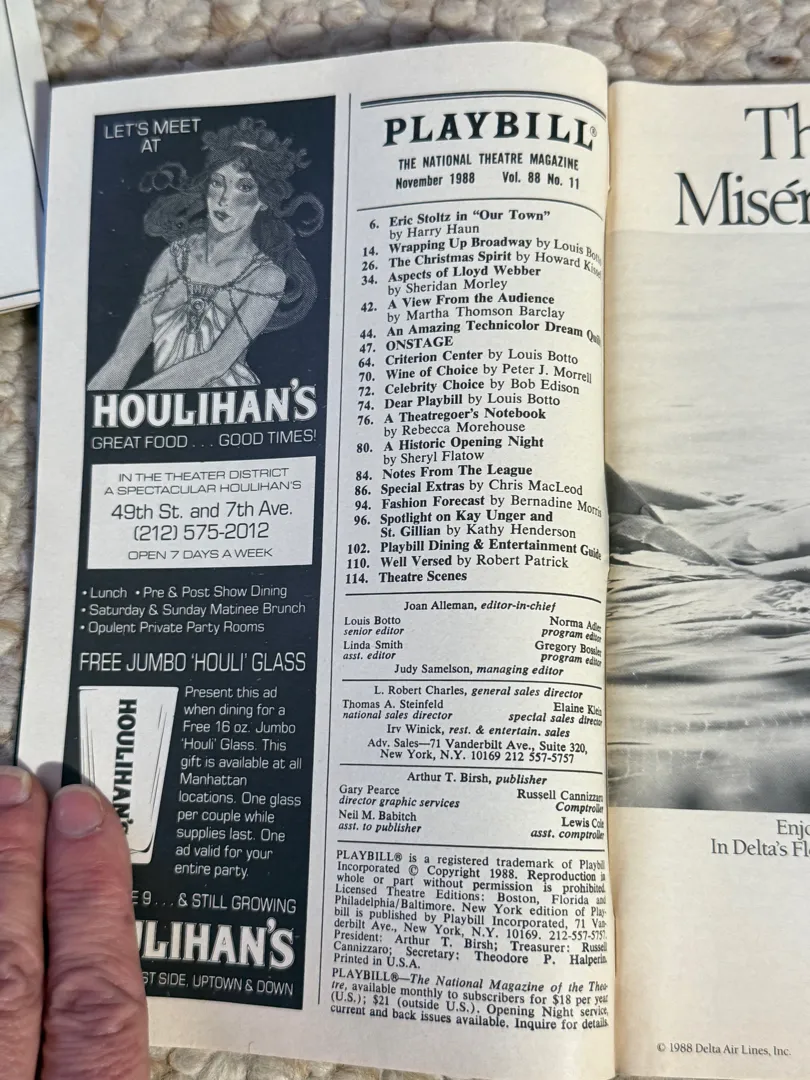 LET'S MEET
AT
HOULIHAN'S
GREAT FOOD . . . GOOD TIMES!
IN THE THEATER DISTRICT
A SPECTACULAR HOULIHAN'S
49th St. and 7th Ave.
(212) 575-2012
OPEN 7 DAYS A WEEK
• Lunch • Pre & Post Show Dining
• Saturday & Sunday Matinee Brunch
• Opulent Private Party Rooms
FREE JUMBO 'HOULI' GLASS
HOULIHAN'S
Present this ad
when dining for a
Free 16 oz. Jumbo
'Houli' Glass. This
gift is available at all
Manhattan
locations. One glass
per couple while
supplies last. One
ad valid for your
entire party.
9 . . . & STILL GROWING
ULIHAN'S
ST SIDE, UPTOWN & DOWN
PLAYBILL®
THE NATIONAL THEATRE MAGAZINE
November 1988 Vol. 88 No. 11
6. Eric Stoltz in "Our Town"
by Harry Haun
14. Wrapping Up Broadway by Louis Botto
26. The Christmas Spirit by Howard
34. Aspects of Lloyd Webber
by Sheridan Morley
42. A View From the Audience
by Martha Thomson Barclay
44. An Amazing Technicolor Dream
47. ONSTAGE
64. Criterion Center by Louis Botto
70. Wine of Choice by Peter J. Morrell
72. Celebrity Choice by Bob Edison
74. Dear Playbill by Louis Botto
76. A Theatregoer's Notebook
by Rebecca Morehouse
80. A Historic Opening Night
by Sheryl Flatow
84. Notes From The League
86. Special Extras by Chris MacLeod
94. Fashion Forecast by Bernadine Morris
96. Spotlight on Kay Unger and
St. Gillian by Kathy Henderson
102. Playbill Dining & Entertainment Guide
110. Well Versed by Robert Patrick
114. Theatre Scenes
Joan Alleman, editor-in-chief
Louis Botto Norma Adler
senior editor program editor
Linda Smith Gregory Bossler
asst. editor program editor
Judy Samelson, managing editor
L. Robert Charles, general sales director
Thomas A. Steinfeld Elaine Klein
national sales director special sales director
Irv Winick, rest. & entertain. sales
Adv. Sales—71 Vanderbilt Ave., Suite 320,
New York, N.Y. 10169 212 557-5757
Arthur T. Birsh, publisher
Gary Pearce Russell Cannizzaro
director graphic services Comptroller
Neil M. Babitch Lewis Cole
asst. to publisher asst. comptroller
PLAYBILL® is a registered trademark of Playbill
Incorporated © Copyright 1988. Reproduction in
whole or part without permission is prohibited.
Licensed Theatre Editions: Boston, Florida and
Philadelphia/Baltimore. New York edition of Play-
bill is published by Playbill Incorporated, 71 Van-
derbilt Ave., New York, N.Y. 10169. 212-557-5757.
President: Arthur T. Birsh; Treasurer: Russell
Cannizzaro; Secretary: Theodore P. Halperin.
Printed in U.S.A.
PLAYBILL®—The National Magazine of the Thea-
tre, available monthly to subscribers for $18 per year
(U.S.); $21 (outside U.S.). Opening Night service,
current and back issues available. Inquire for details.
Th
Misér
Enjo
In Delta's Fl
© 1988 Delta Air Lines, Inc.